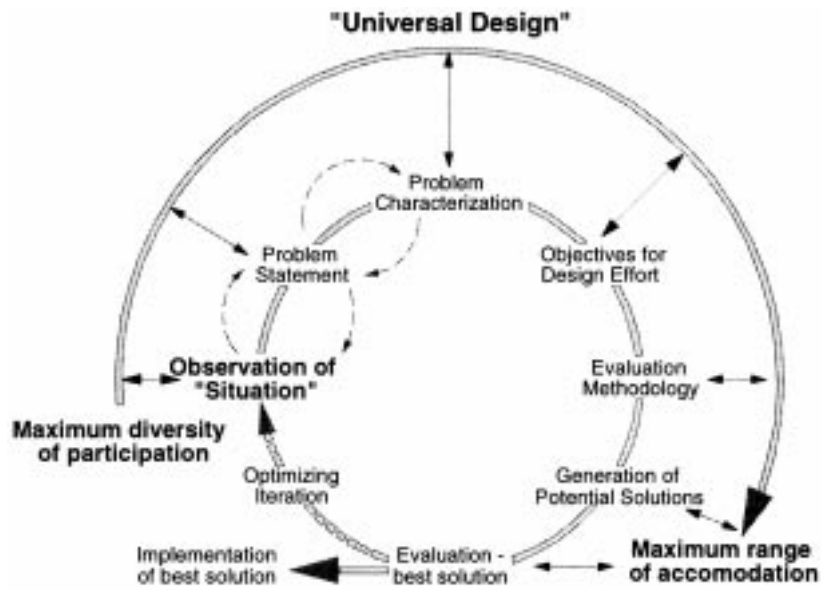 "Universal Design"
Problem
Characterization
Problem
Statement
Objectives for
Design Effort
Observation of
"Situation"
Evaluation
Methodology
Maximum diversity
of participation
Optimizing
Iteration
Generation of
Potential Solutions
Implementation
of best solution
Evaluation -
best solution
Maximum range
of accomodation